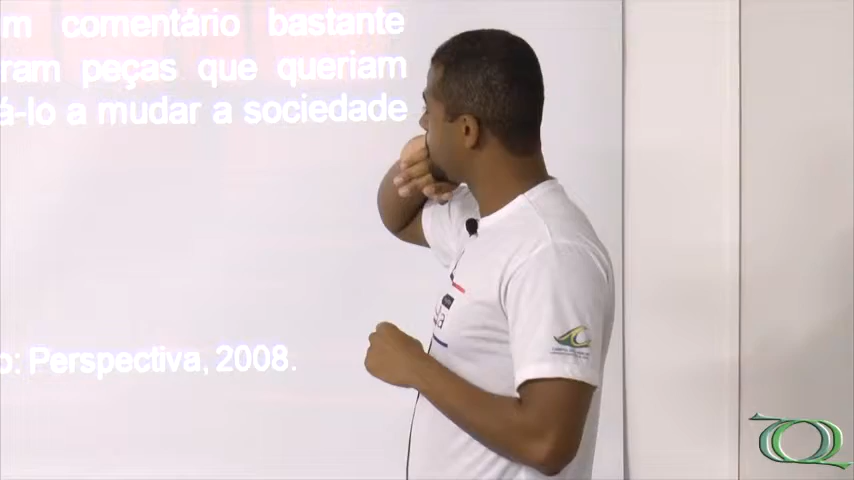 m comentário bastante
ram peças que queriam
á-lo a mudar a sociedade
o: Perspectiva, 2008.